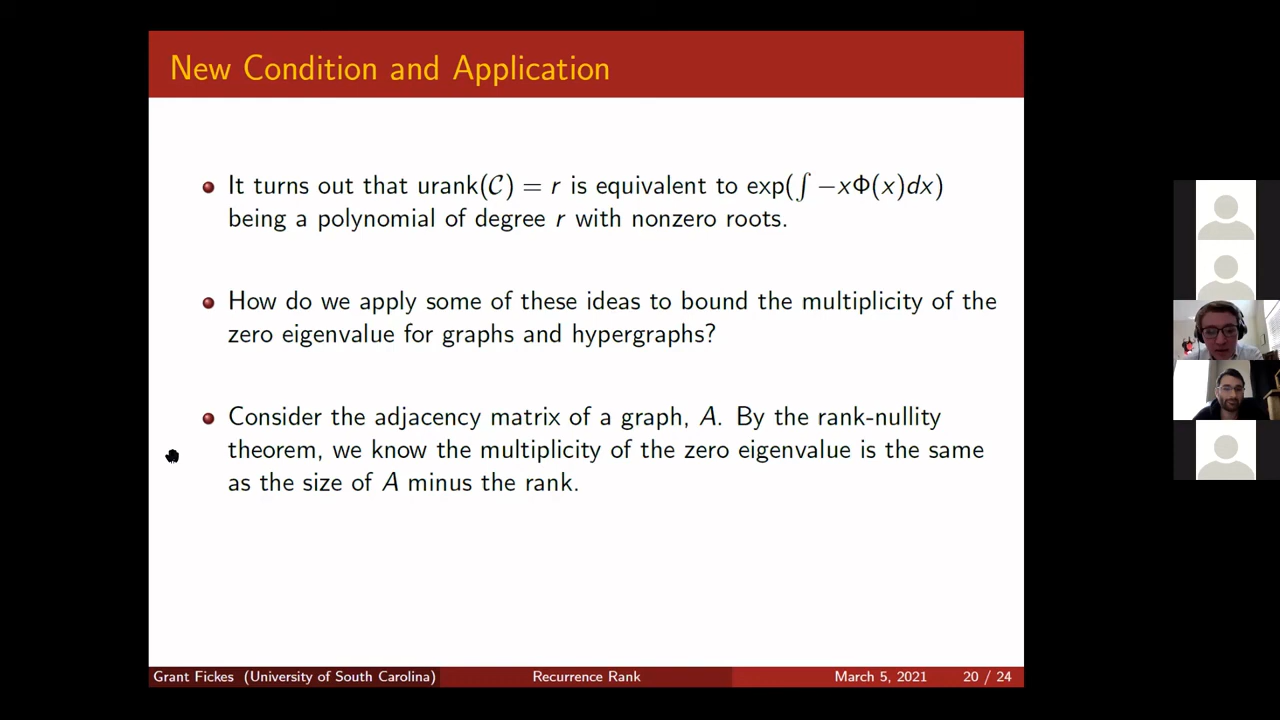 New Condition and Application
It turns out that urank(𝒞) = r is equivalent to exp(∫ −xΦ(x)dx)
being a polynomial of degree r with nonzero roots.
How do we apply some of these ideas to bound the multiplicity of the
zero eigenvalue for graphs and hypergraphs?
Consider the adjacency matrix of a graph, A. By the rank-nullity
theorem, we know the multiplicity of the zero eigenvalue is the same
as the size of A minus the rank.
Grant Fickes (University of South Carolina) Recurrence Rank March 5, 2021 20 / 24